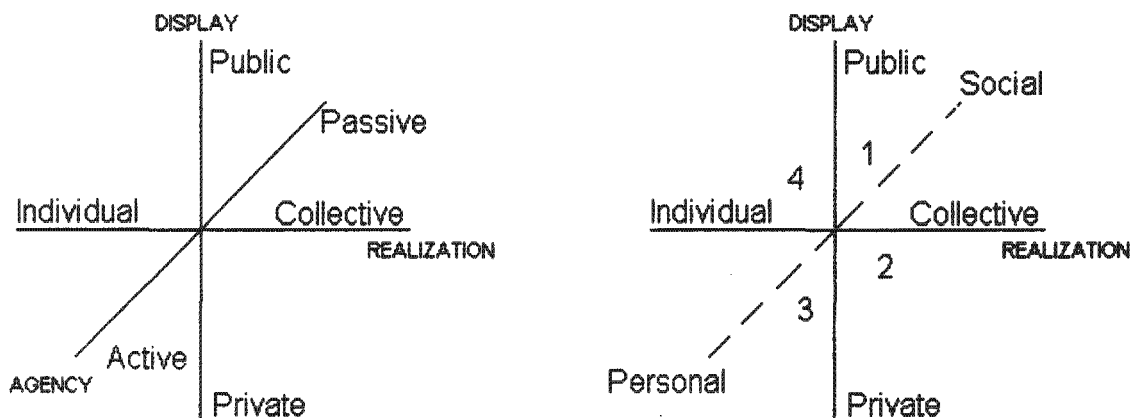 DISPLAY
Public
Passive
Individual
Collective
REALIZATION
Active
AGENCY
Private
DISPLAY
Public
Social
1
4
Individual
Collective
REALIZATION
2
3
Personal
Private